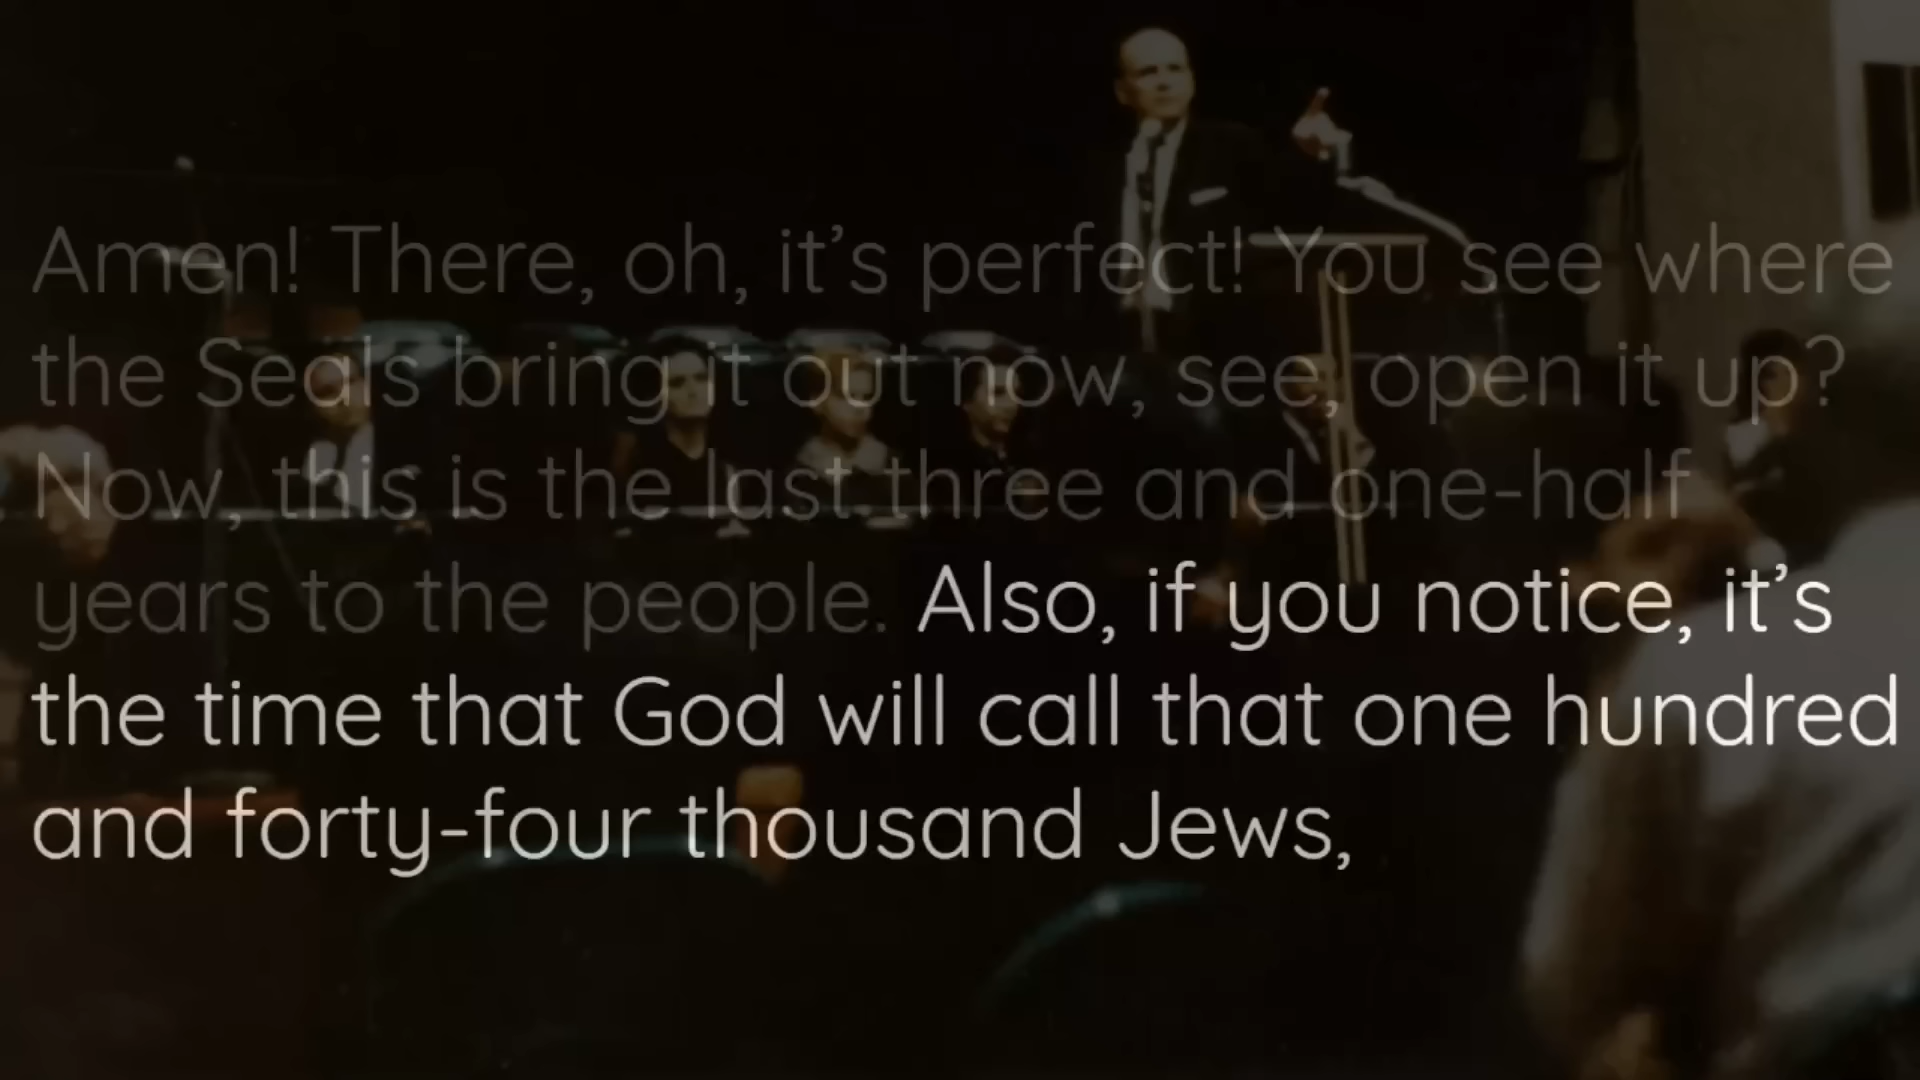 Amen! There, oh, it’s perfect! You see where
the Seals bring it out now, see, open it up?
Now, this is the last three and one-half
years to the people. Also, if you notice, it’s
the time that God will call that one hundred
and forty-four thousand Jews,